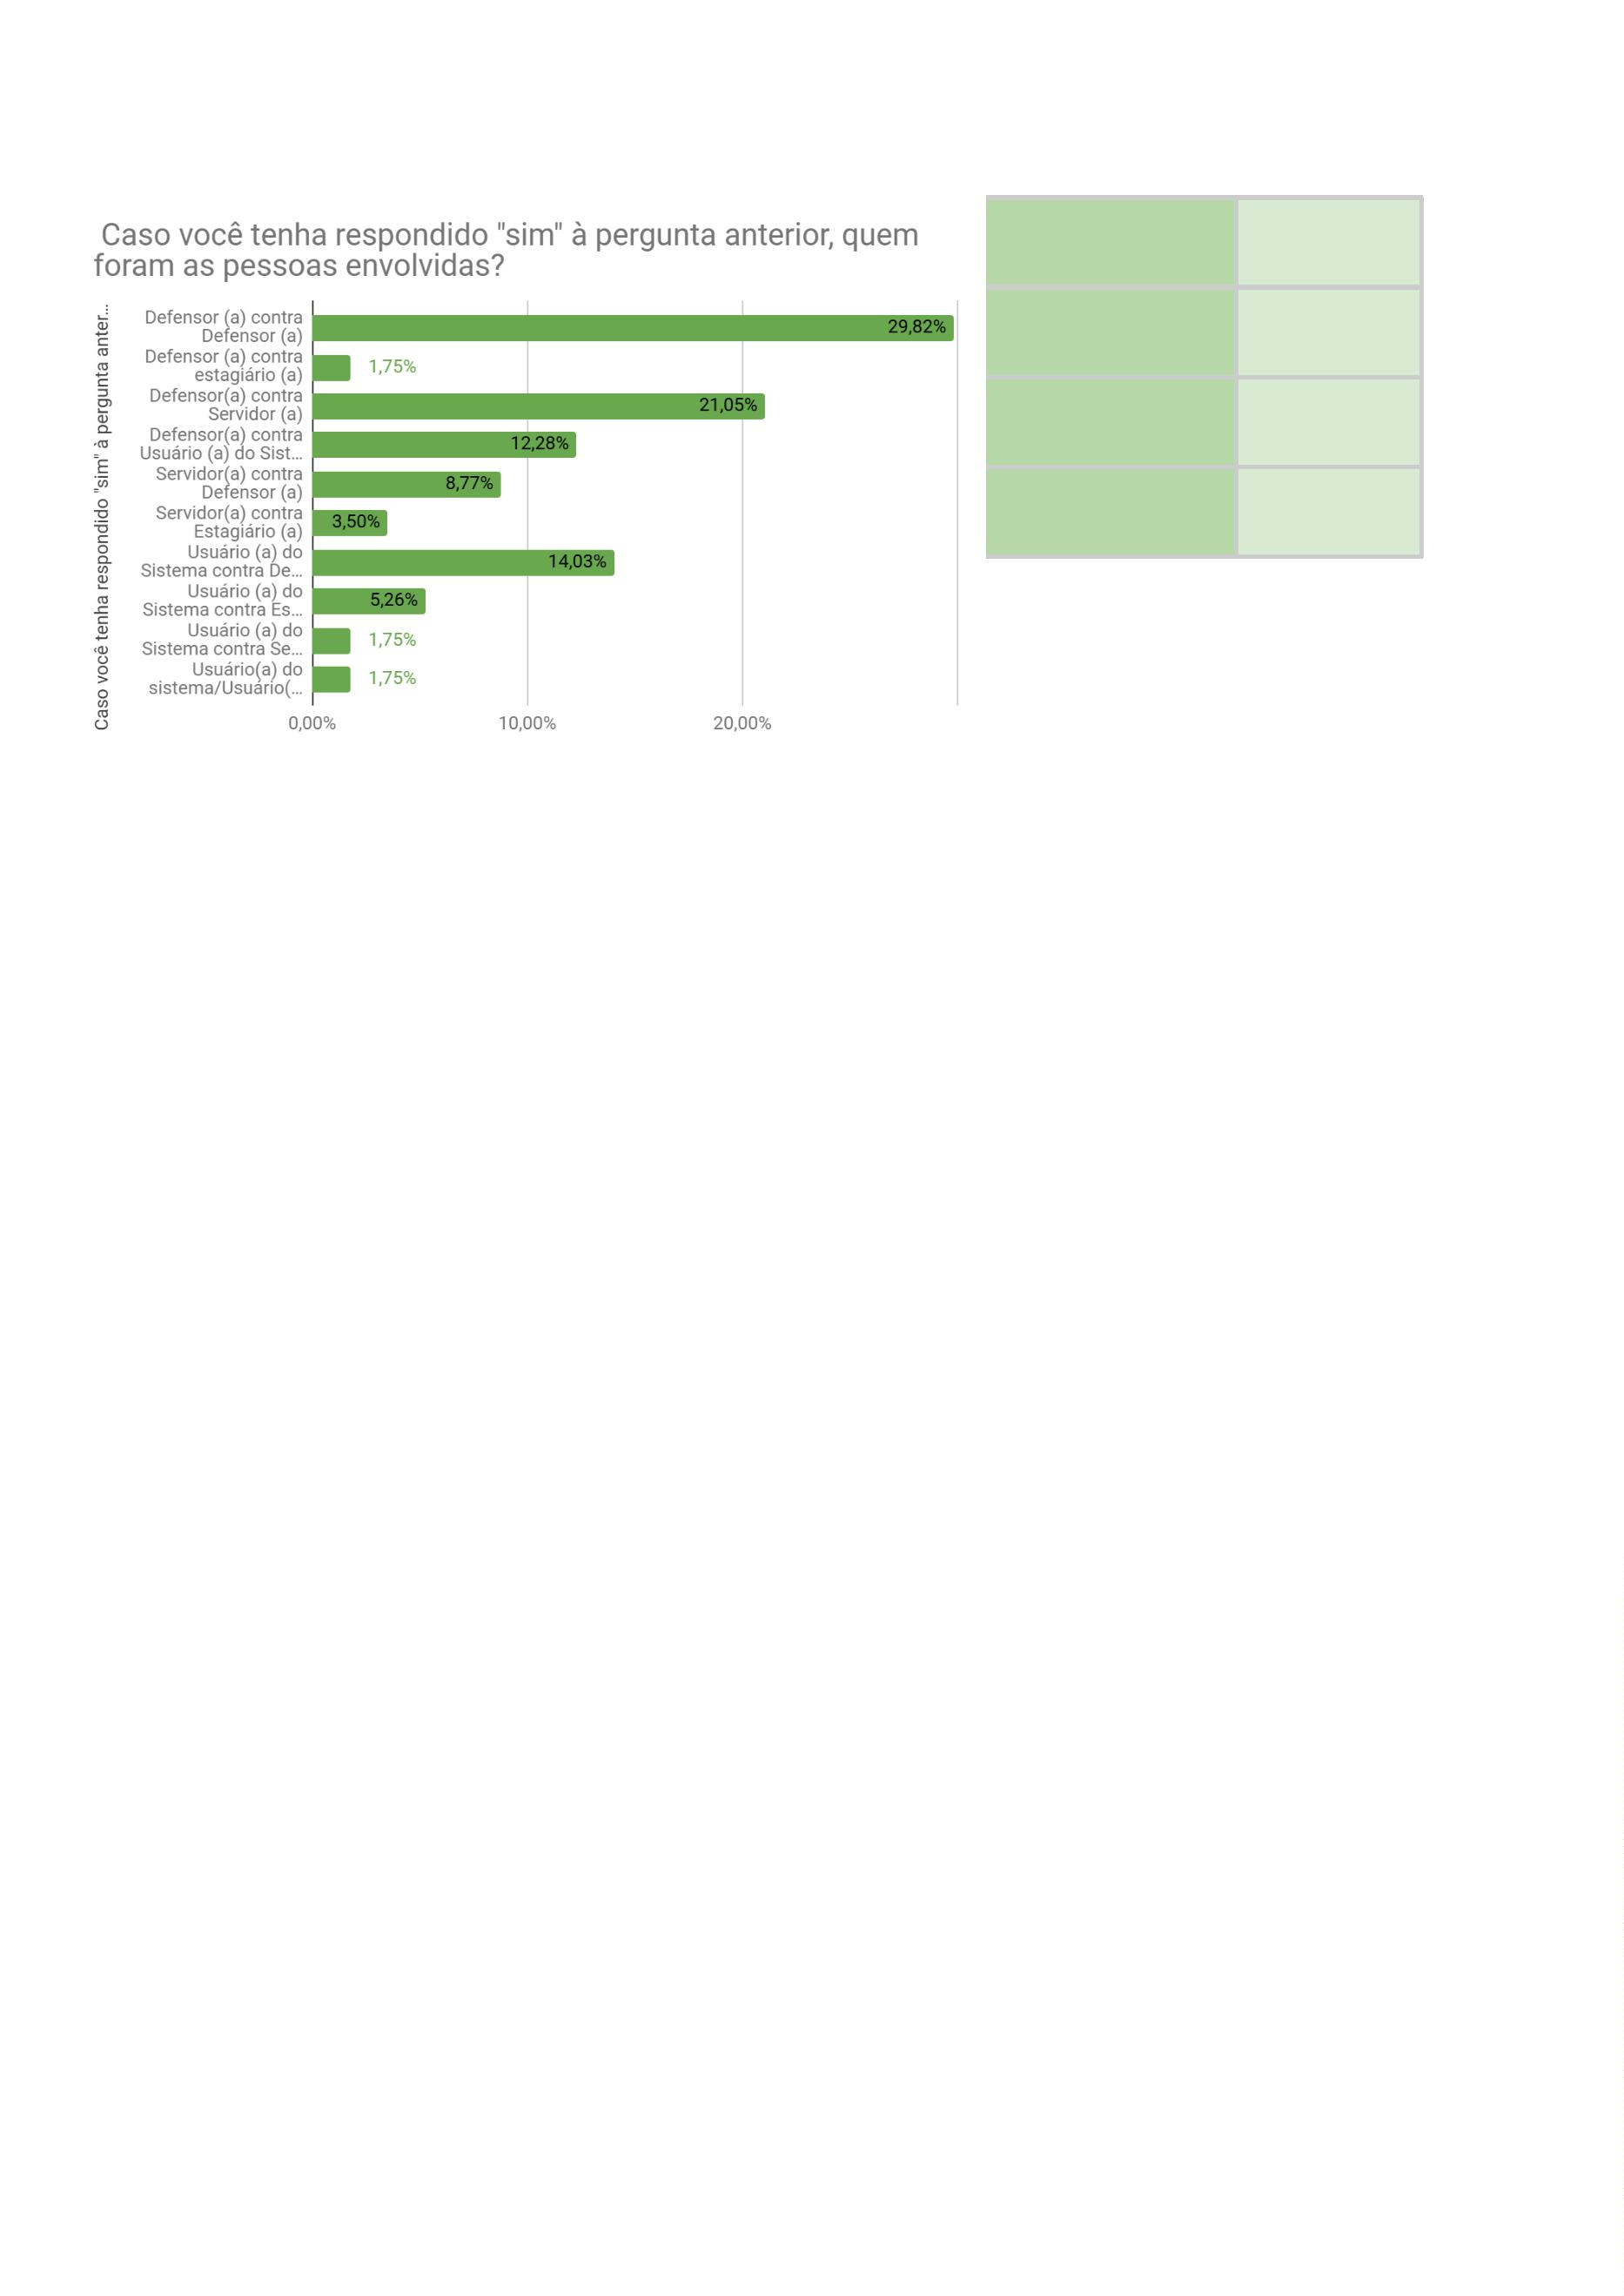 Caso você tenha respondido "sim" à pergunta anterior, quem
foram as pessoas envolvidas?
Caso você tenha respondido "sim" à pergunta anter...
Defensor (a) contra
Defensor (a)
29,82%
Defensor (a) contra
estagiário (a)
1,75%
Defensor(a) contra
Servidor (a)
21,05%
Defensor(a) contra
Usuário (a) do Sist...
12,28%
Servidor(a) contra
Defensor (a)
8,77%
Servidor(a) contra
Estagiário (a)
3,50%
Usuário (a) do
Sistema contra De...
14,03%
Usuário (a) do
Sistema contra Es...
5,26%
Usuário (a) do
Sistema contra Se...
1,75%
Usuário(a) do
sistema/Usuário(...
1,75%
0,00% 10,00% 20,00%